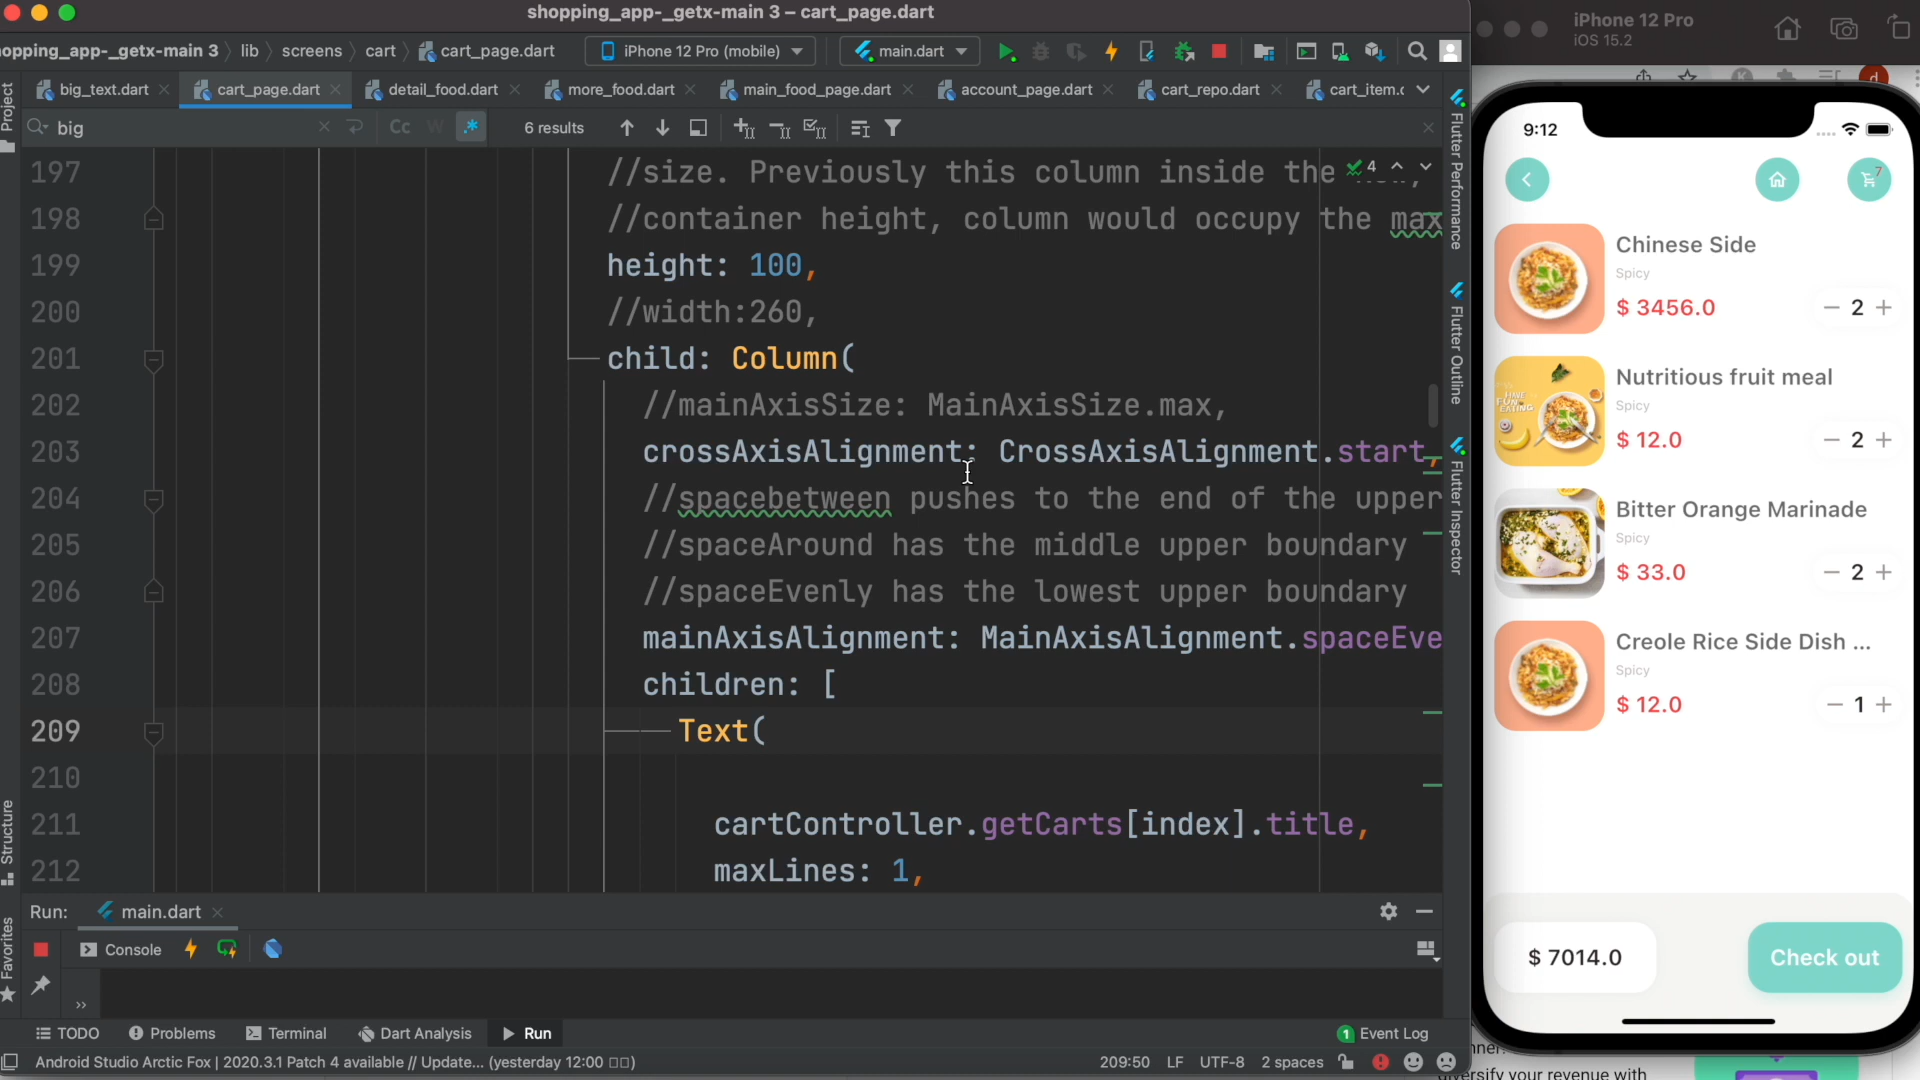 shopping_app-_getx-main 3 – cart_page.dart
opping_app-_getx-main 3
lib
screens
cart
cart_page.dart
iPhone 12 Pro (mobile)
main.dart
big_text.dart
cart_page.dart
detail_food.dart
more_food.dart
main_food_page.dart
account_page.dart
cart_repo.dart
cart_item.c
big
Cc
W
.*
6 results
197 //size. Previously this column inside the
4
198 //container height, column would occupy the max
199 height: 100,
200 //width:260,
201 child: Column(
202 //mainAxisSize: MainAxisSize.max,
203 crossAxisAlignment: CrossAxisAlignment.start,
204 //spacebetween pushes to the end of the upper
205 //spaceAround has the middle upper boundary
206 //spaceEvenly has the lowest upper boundary
207 mainAxisAlignment: MainAxisAlignment.spaceEve
208 children: [
209 Text(
210
211 cartController.getCarts[index].title,
212 maxLines: 1,
Project
Structure
Favorites
Flutter Performance
Flutter Outline
Flutter Inspector
Run:
main.dart
Console
TODO
Problems
Terminal
Dart Analysis
Run
1 Event Log
Android Studio Arctic Fox | 2020.3.1 Patch 4 available // Update... (yesterday 12:00
209:50
LF
UTF-8
2 spaces
iPhone 12 Pro
iOS 15.2
d
9:12
7
Chinese Side
Spicy
$ 3456.0
2
Nutritious fruit meal
Spicy
$ 12.0
2
Bitter Orange Marinade
Spicy
$ 33.0
2
Creole Rice Side Dish ...
Spicy
$ 12.0
1
$ 7014.0
Check out
diversify your revenue with